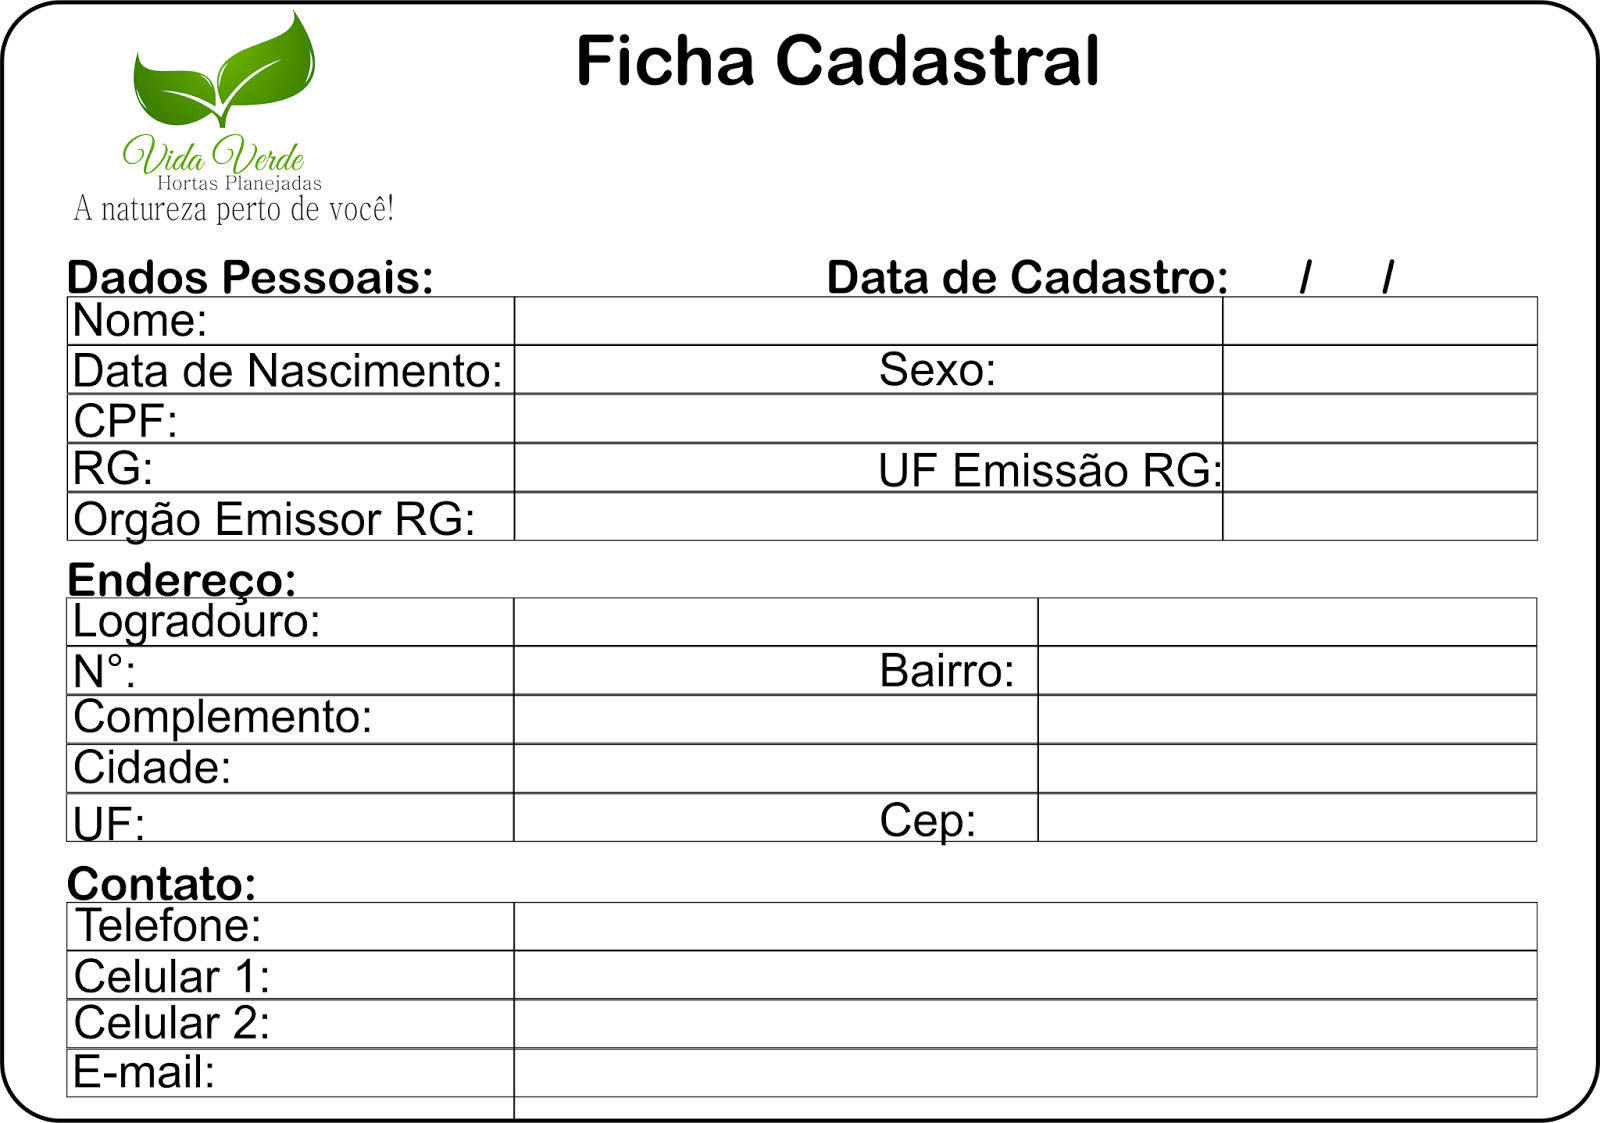 Ficha Cadastral
Vida Verde
Hortas Planejadas
A natureza perto de você!
Dados Pessoais: Data de Cadastro: / /
Nome:
Data de Nascimento: Sexo:
CPF:
RG: UF Emissão RG:
Orgão Emissor RG:
Endereço:
Logradouro:
N°: Bairro:
Complemento:
Cidade:
UF: Cep:
Contato:
Telefone:
Celular 1:
Celular 2:
E-mail: